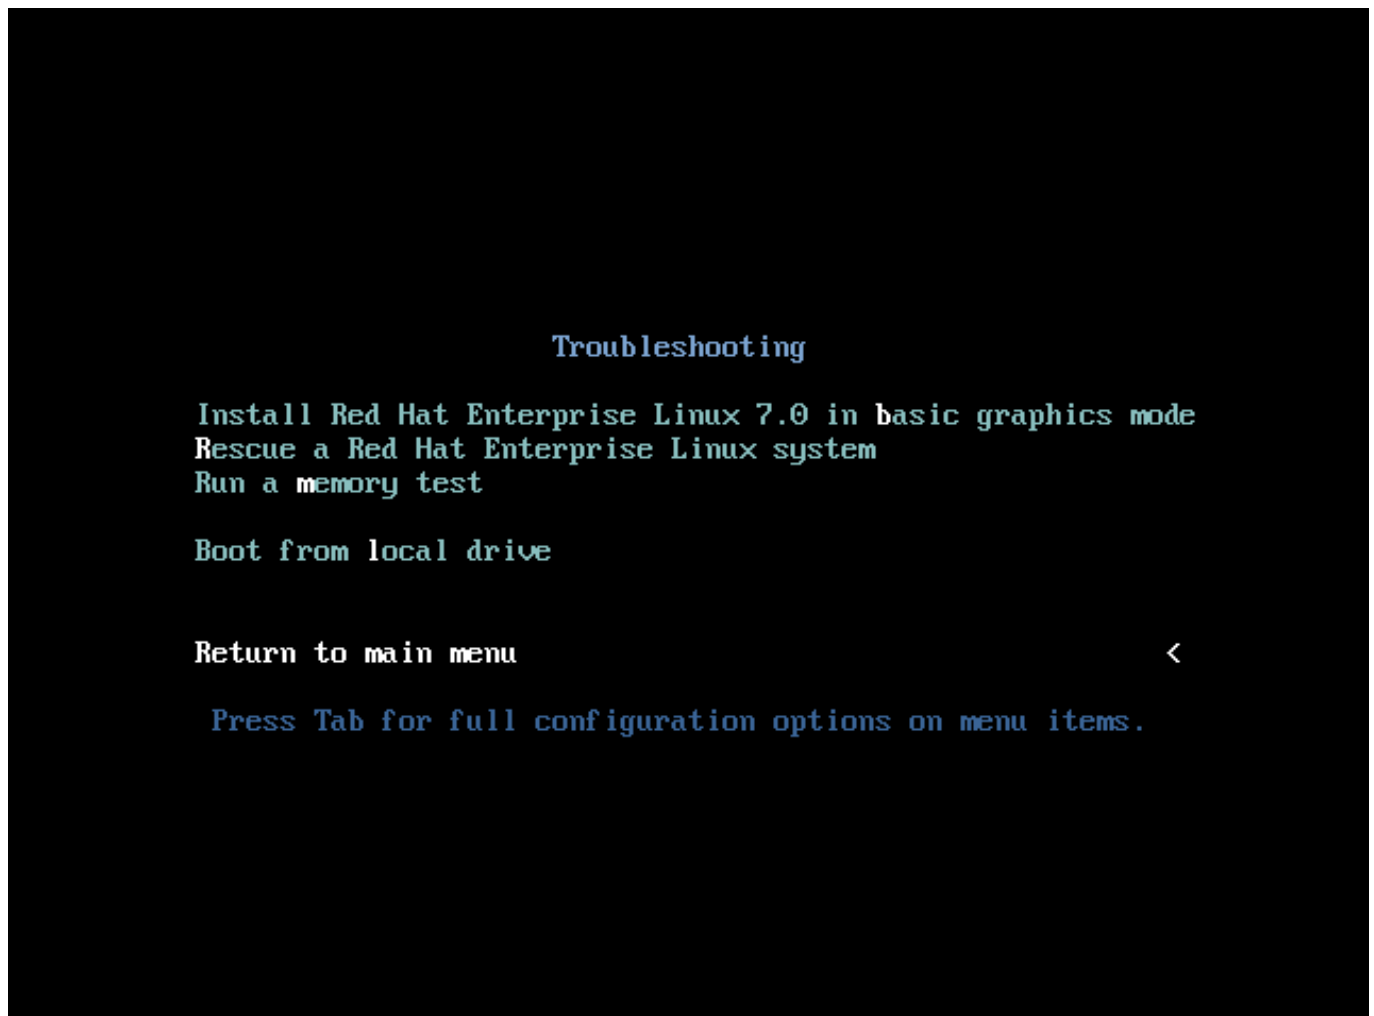 Troubleshooting
Install Red Hat Enterprise Linux 7.0 in basic graphics mode
Rescue a Red Hat Enterprise Linux system
Run a memory test
Boot from local drive
Return to main menu <
Press Tab for full configuration options on menu items.